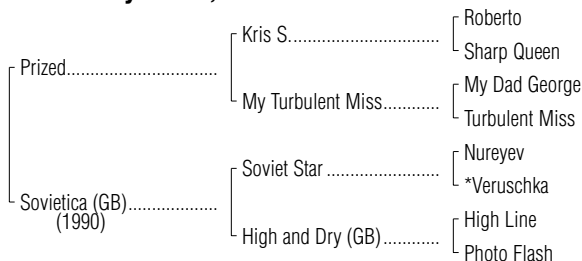 Roberto
Kris S.
Sharp Queen
Prized
My Dad George
My Turbulent Miss
Turbulent Miss
Nureyev
Soviet Star
*Veruschka
Sovietica (GB)
(1990)
High Line
High and Dry (GB)
Photo Flash